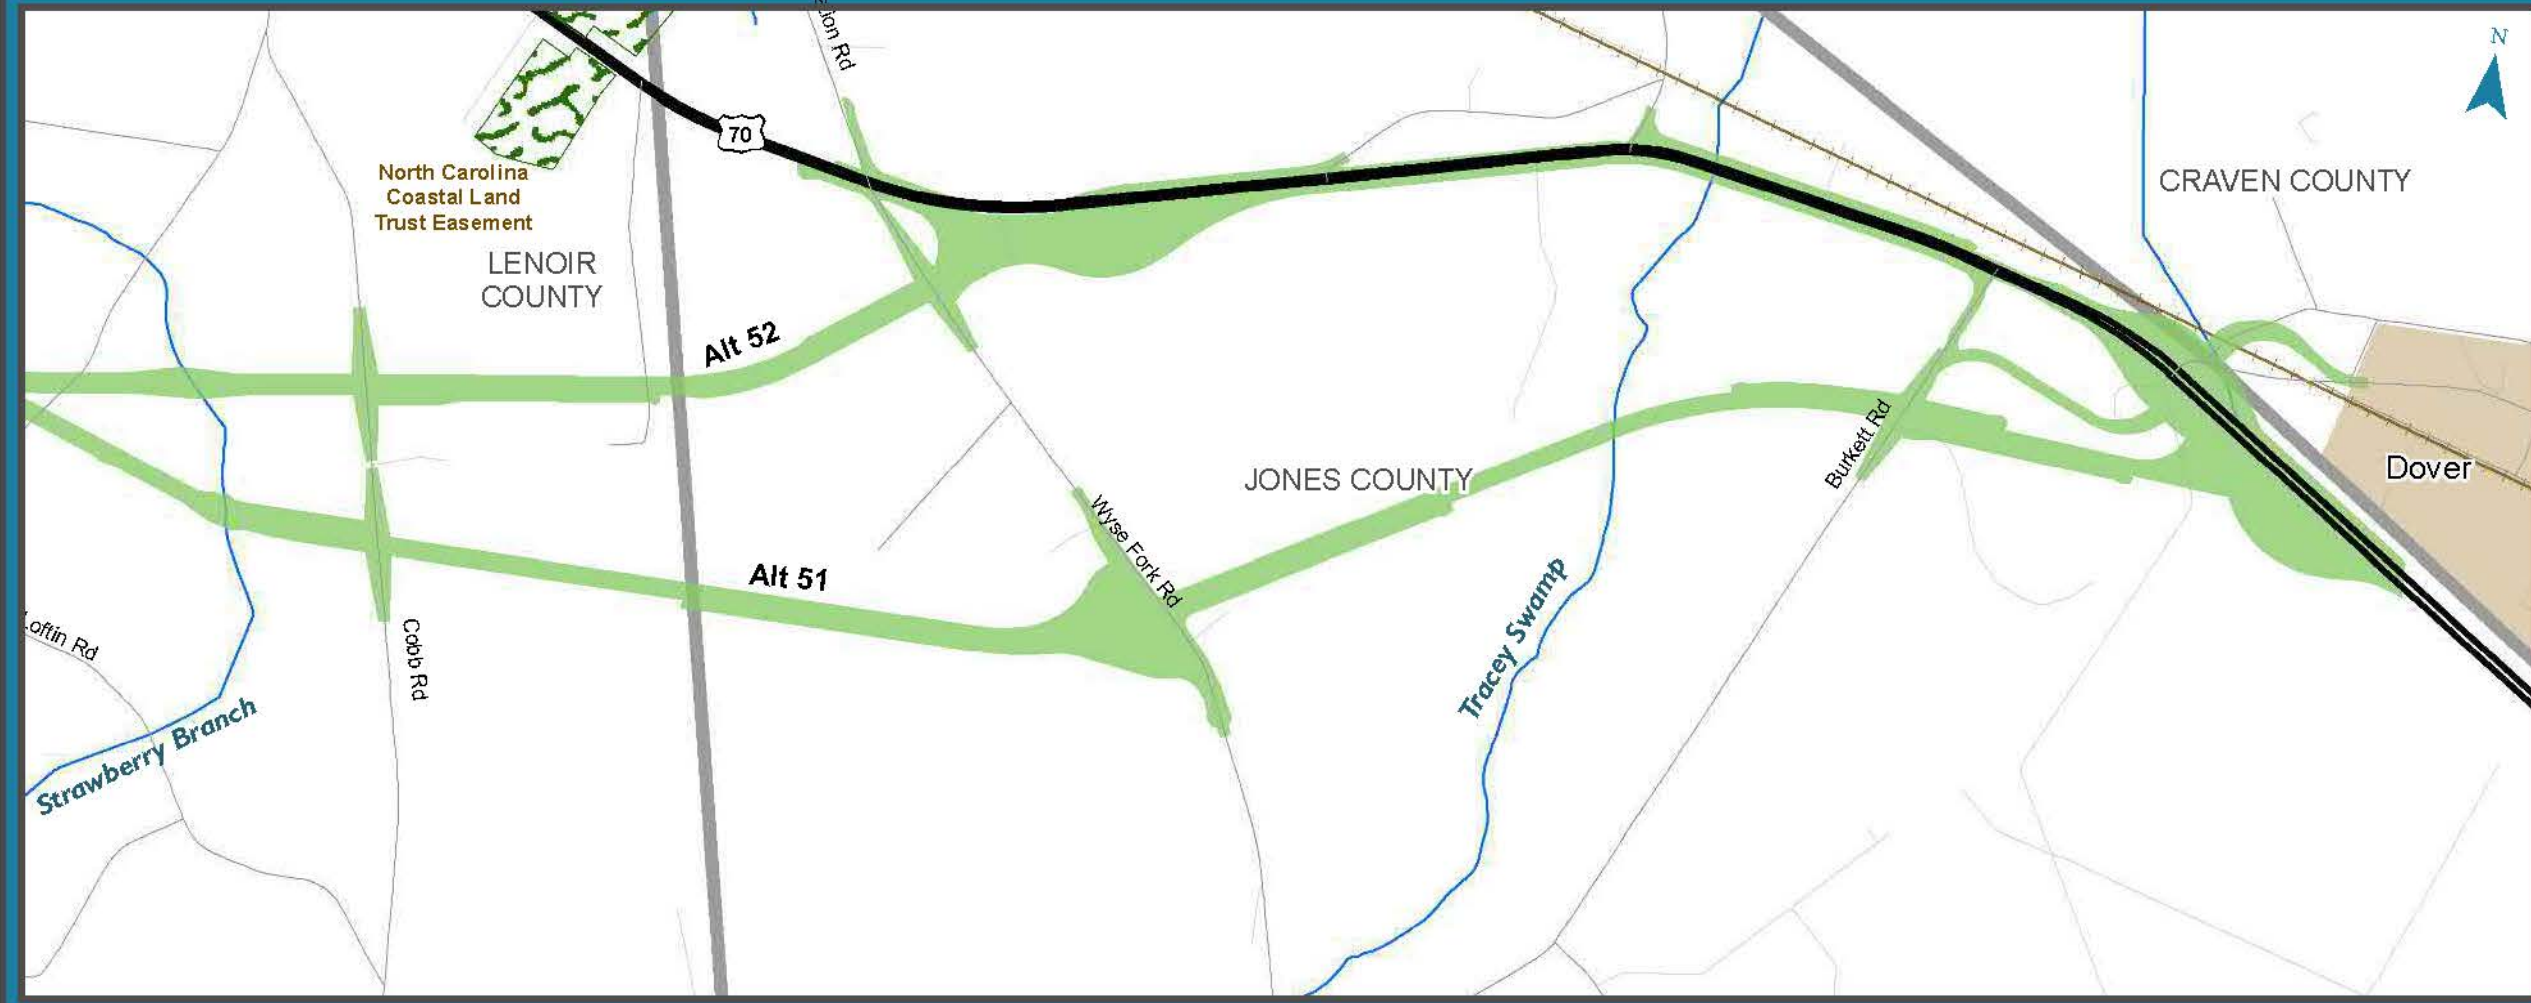 N
70
CRAVEN COUNTY
North Carolina
Coastal Land
Trust Easement
LENOIR
COUNTY
Alt 52
Burkett Rd
Dover
JONES COUNTY
Wyse Fork Rd
Alt 51
Tracey Swamp
Cobb Rd
Loftin Rd
Strawberry Branch